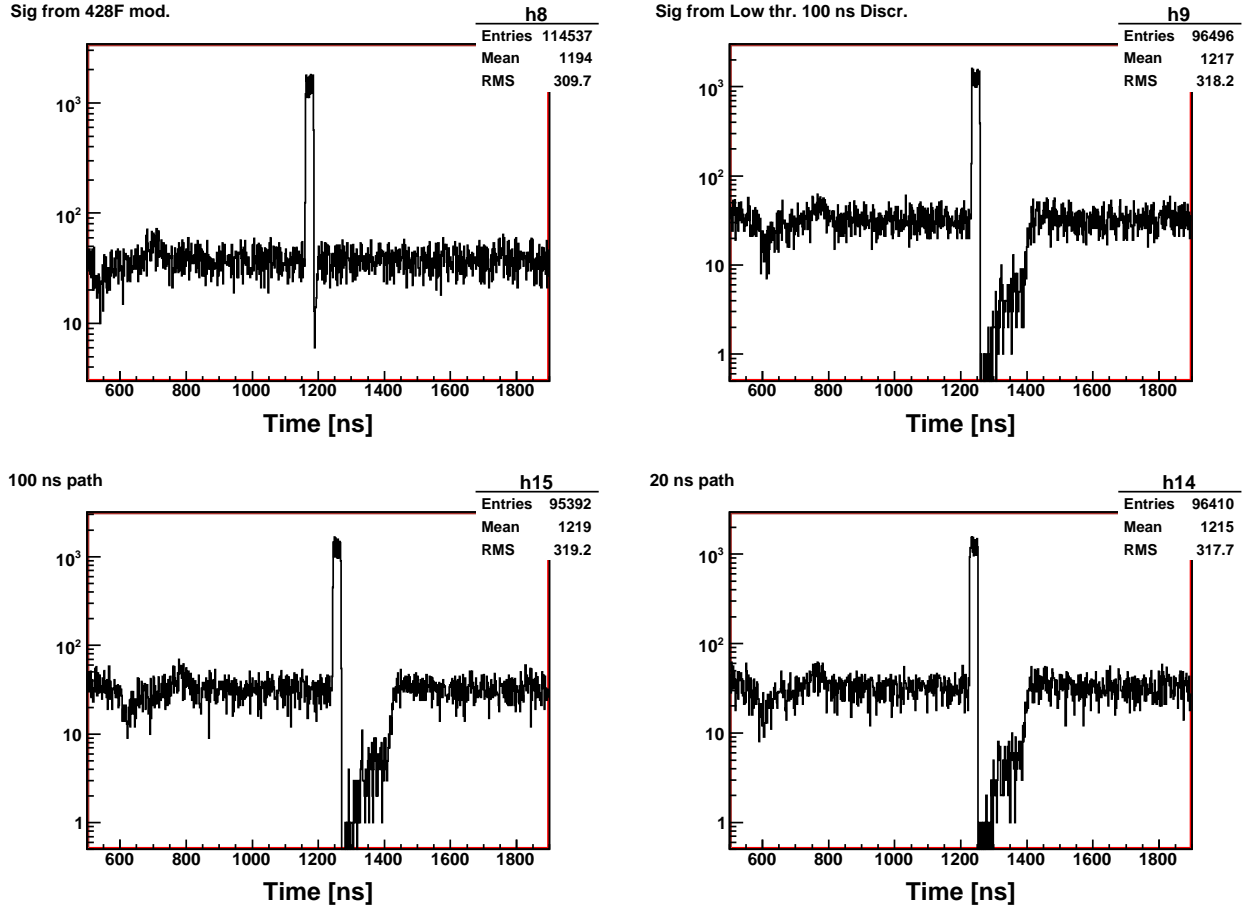 Sig from 428F mod.
h8
Entries 114537
Mean 1194
RMS 309.7
10³
10²
10
600 800 1000 1200 1400 1600 1800
Time [ns]
Sig from Low thr. 100 ns Discr.
h9
Entries 96496
Mean 1217
RMS 318.2
10³
10²
10
1
600 800 1000 1200 1400 1600 1800
Time [ns]
100 ns path
h15
Entries 95392
Mean 1219
RMS 319.2
10³
10²
10
1
600 800 1000 1200 1400 1600 1800
Time [ns]
20 ns path
h14
Entries 96410
Mean 1215
RMS 317.7
10³
10²
10
1
600 800 1000 1200 1400 1600 1800
Time [ns]